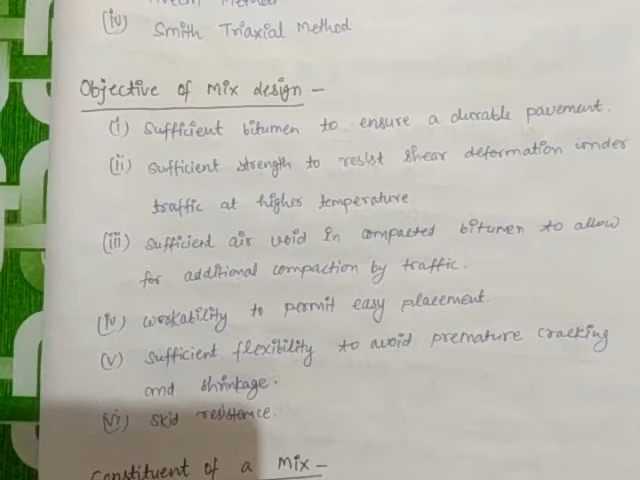 (iv) Smith Triaxial Method
Objective of Mix design -
(i) Sufficient bitumen to ensure a durable pavement.
(ii) Sufficient strength to resist shear deformation under
traffic at higher temperature.
(iii) Sufficient air void in compacted bitumen to allow
for additional compaction by traffic.
(iv) Workability to permit easy placement.
(v) Sufficient flexibility to avoid premature cracking
and shrinkage.
(vi) Skid resistance.
Constituent of a Mix -